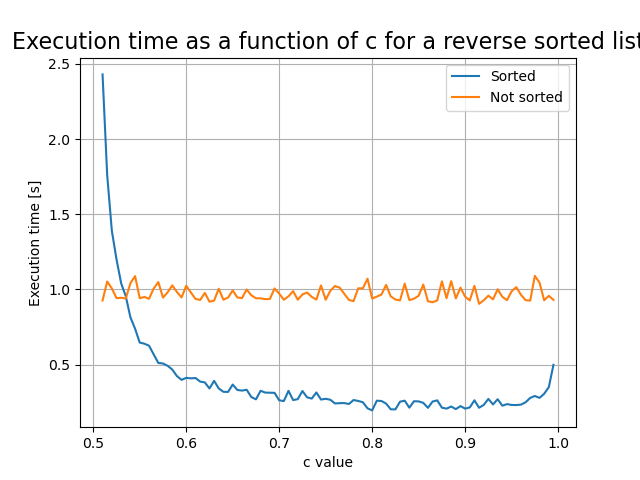 Execution time as a function of c for a reverse sorted list
2.5
2.0
1.5
1.0
0.5
Execution time [s]
Sorted
Not sorted
0.5 0.6 0.7 0.8 0.9 1.0
c value